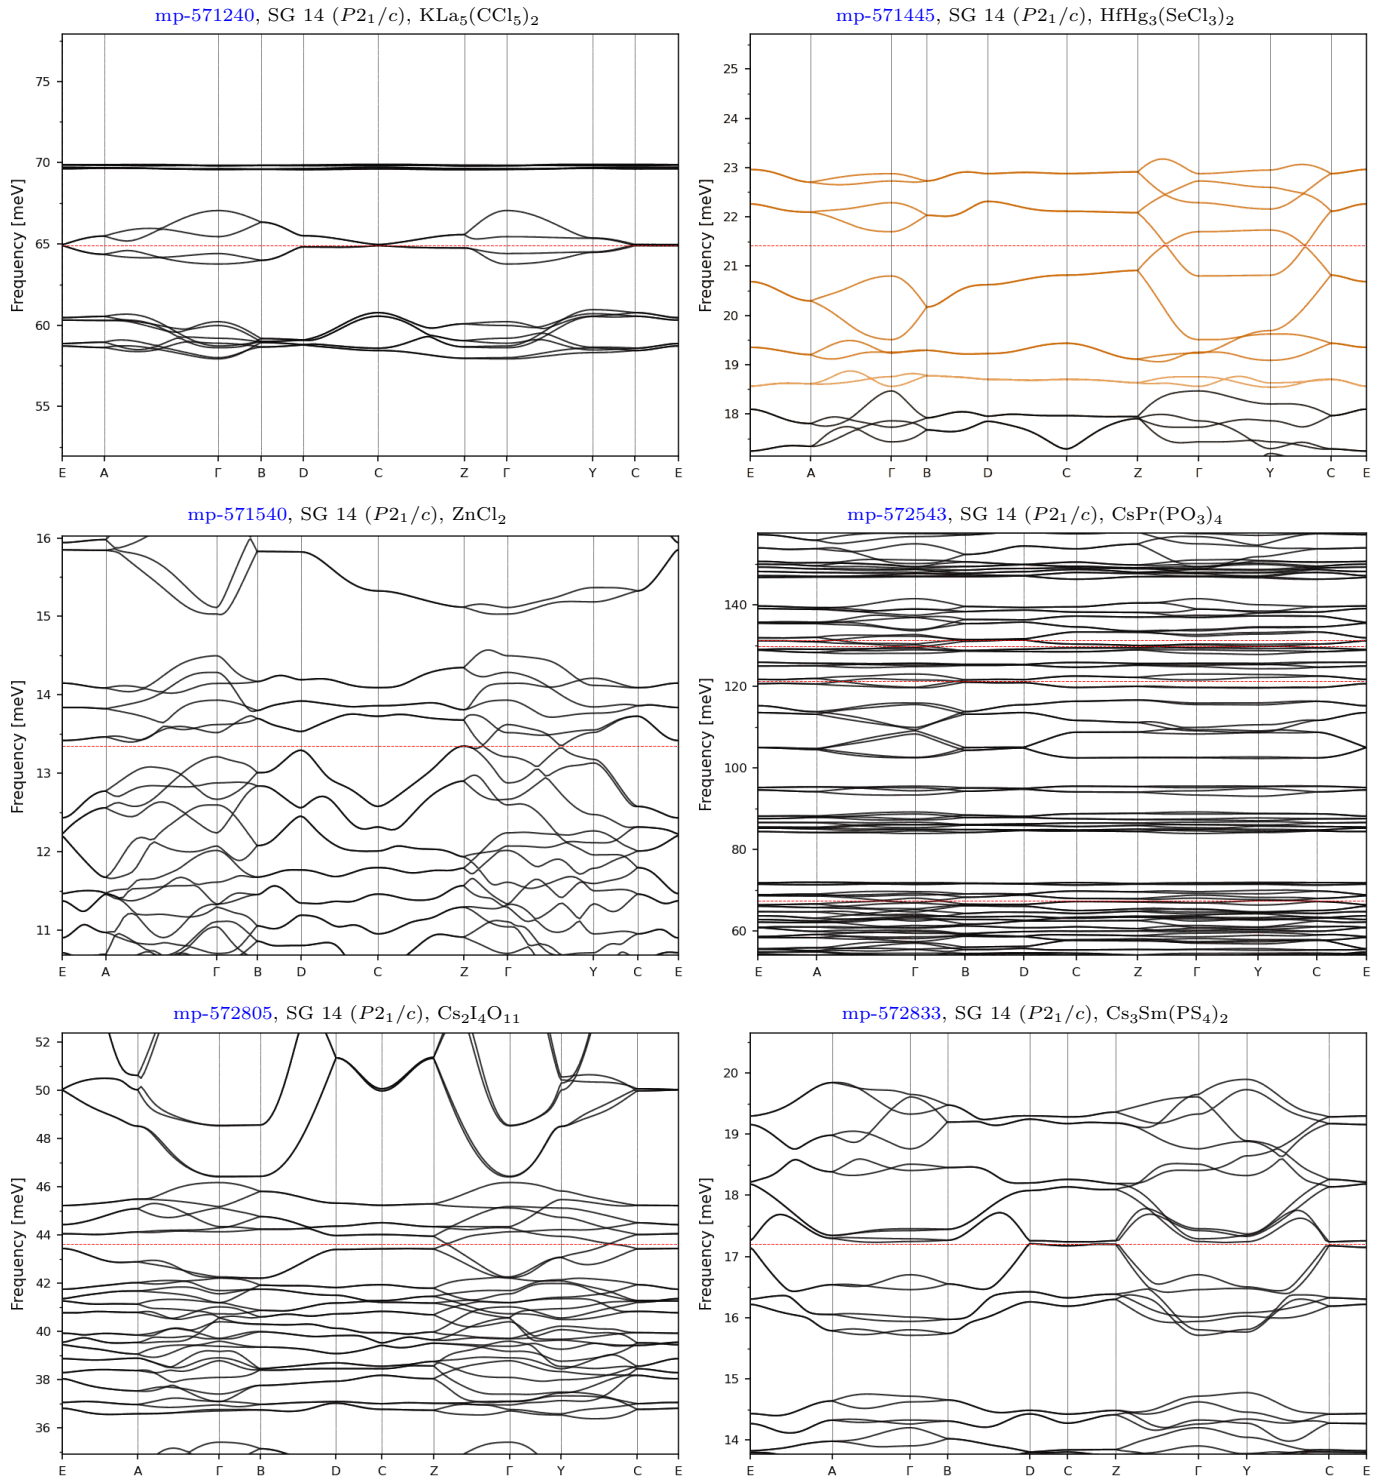 mp-571240, SG 14 (P2₁/c), KLa₅(CCl₅)₂
Frequency [meV]
75
70
65
60
55
E A Γ B D C Z Γ Y C E
mp-571445, SG 14 (P2₁/c), HfHg₃(SeCl₃)₂
Frequency [meV]
25
24
23
22
21
20
19
18
E A Γ B D C Z Γ Y C E
mp-571540, SG 14 (P2₁/c), ZnCl₂
Frequency [meV]
16
15
14
13
12
11
E A Γ B D C Z Γ Y C E
mp-572543, SG 14 (P2₁/c), CsPr(PO₃)₄
Frequency [meV]
140
120
100
80
60
E A Γ B D C Z Γ Y C E
mp-572805, SG 14 (P2₁/c), Cs₂I₄O₁₁
Frequency [meV]
52
50
48
46
44
42
40
38
36
E A Γ B D C Z Γ Y C E
mp-572833, SG 14 (P2₁/c), Cs₃Sm(PS₄)₂
Frequency [meV]
20
19
18
17
16
15
14
E A Γ B D C Z Γ Y C E